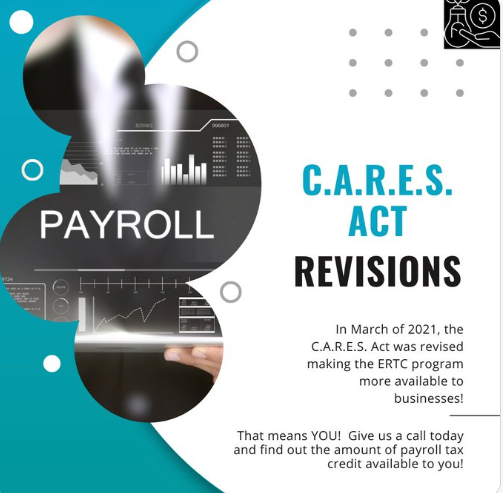 PAYROLL
C.A.R.E.S.
ACT
REVISIONS
In March of 2021, the
C.A.R.E.S. Act was revised
making the ERTC program
more available to
businesses!
That means YOU! Give us a call today
and find out the amount of payroll tax
credit available to you!